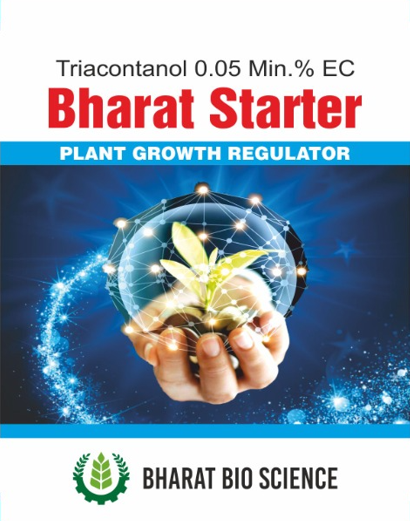 Triacontanol 0.05 Min.% EC
Bharat Starter
PLANT GROWTH REGULATOR
BHARAT BIO SCIENCE